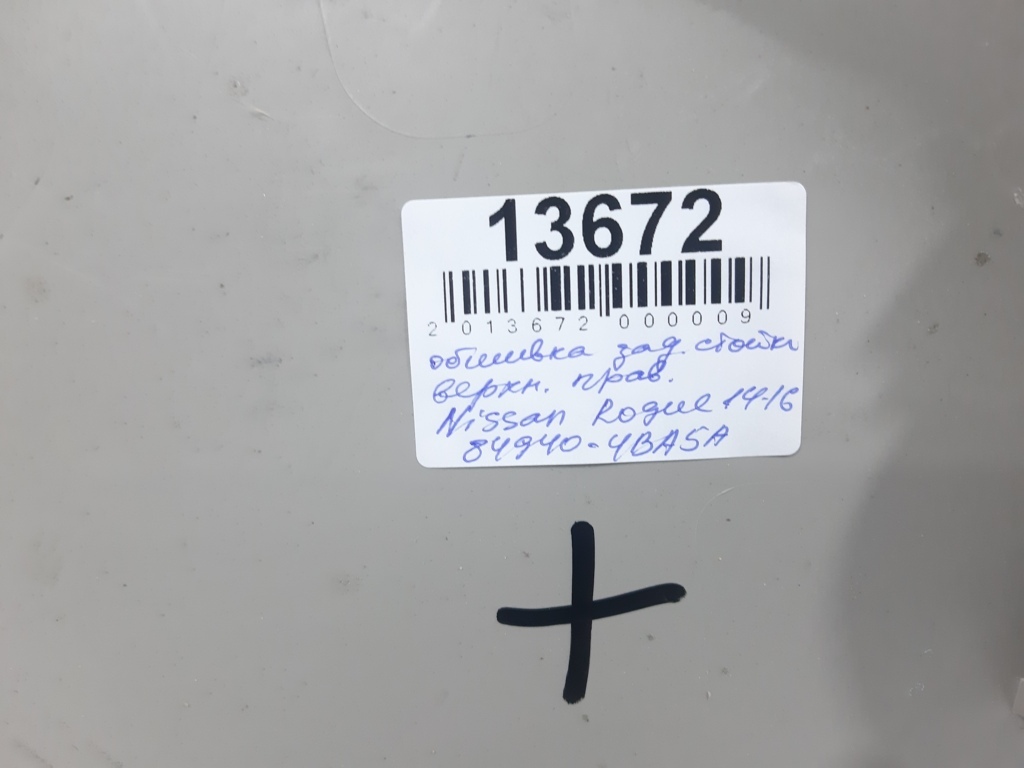 13672
2 013672 000009
обшивка зад. стойки
верхн. прав.
Nissan Rogue 14-16
84940-4BA5A
+